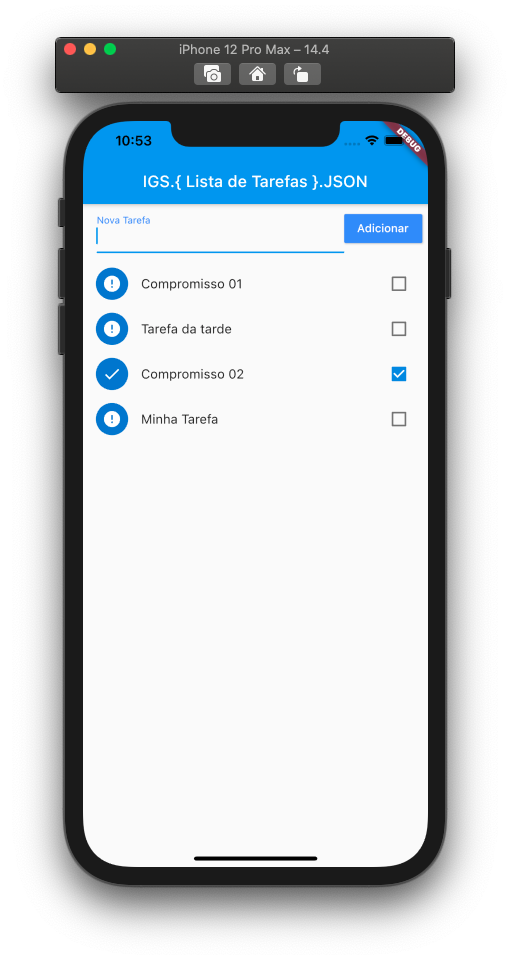 iPhone 12 Pro Max – 14.4
10:53
DEBUG
IGS.{ Lista de Tarefas }.JSON
Nova Tarefa
Adicionar
Compromisso 01
Tarefa da tarde
Compromisso 02
Minha Tarefa